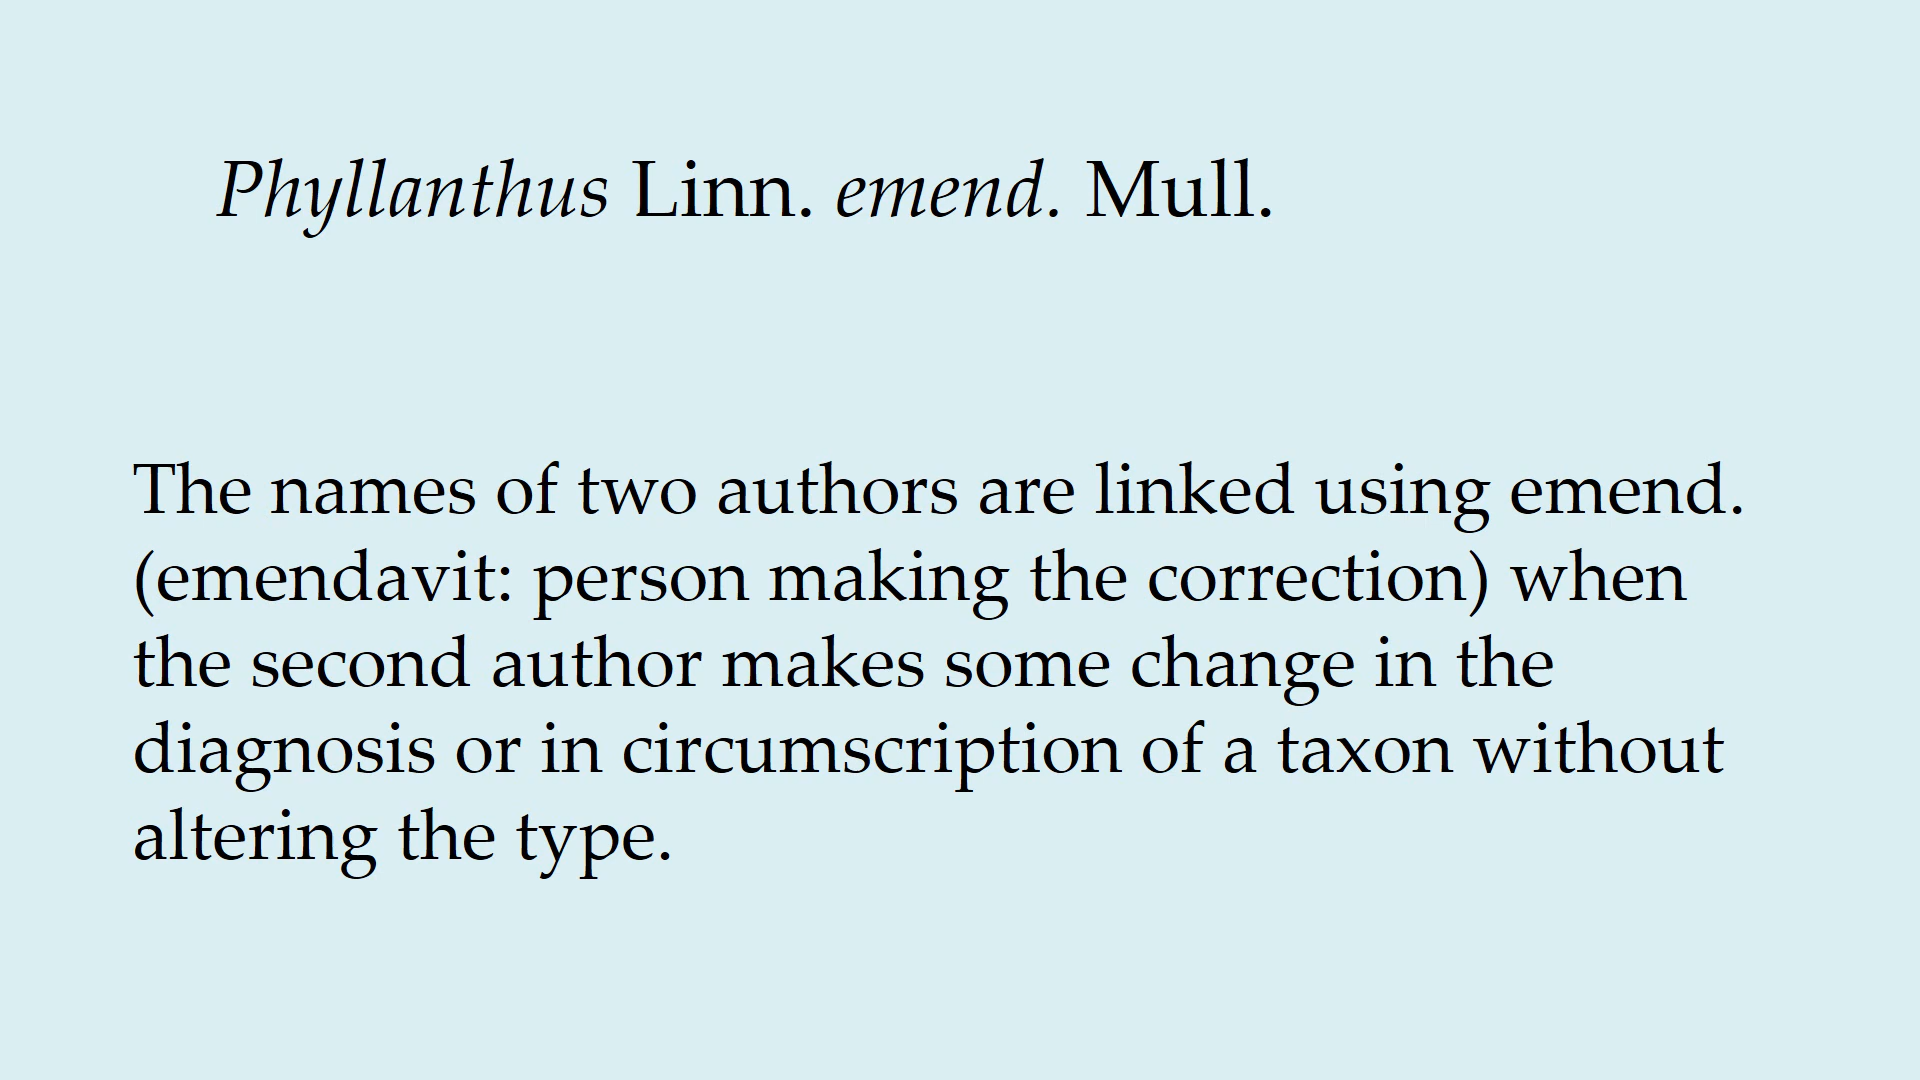 Phyllanthus Linn. emend. Mull.
The names of two authors are linked using emend.
(emendavit: person making the correction) when
the second author makes some change in the
diagnosis or in circumscription of a taxon without
altering the type.